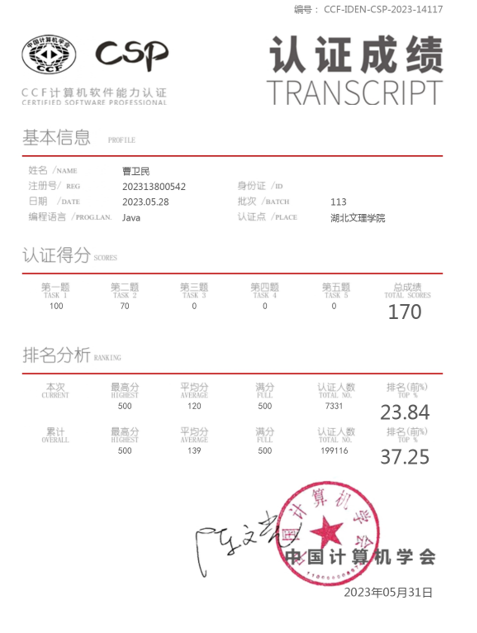 编号： CCF-IDEN-CSP-2023-14117
中国计算机学会
CCF
CSP
认证成绩
TRANSCRIPT
CCF计算机软件能力认证
CERTIFIED SOFTWARE PROFESSIONAL
基本信息 PROFILE
姓名 /NAME 曹卫民
注册号/ REG 202313800542 身份证 /ID
日期 /DATE 2023.05.28 批次 /BATCH 113
编程语言 /PROG.LAN. Java 认证点 /PLACE 湖北文理学院
认证得分 SCORES
第一题 第二题 第三题 第四题 第五题 总成绩
TASK 1 TASK 2 TASK 3 TASK 4 TASK 5 TOTAL SCORES
100 70 0 0 0 170
排名分析 RANKING
本次 最高分 平均分 满分 认证人数 排名(前%)
CURRENT HIGHEST AVERAGE FULL TOTAL NO. TOP %
500 120 500 7331 23.84
累计 最高分 平均分 满分 认证人数 排名(前%)
OVERALL HIGHEST AVERAGE FULL TOTAL NO. TOP %
500 139 500 199116 37.25
中国计算机学会
中国计算机学会
2023年05月31日